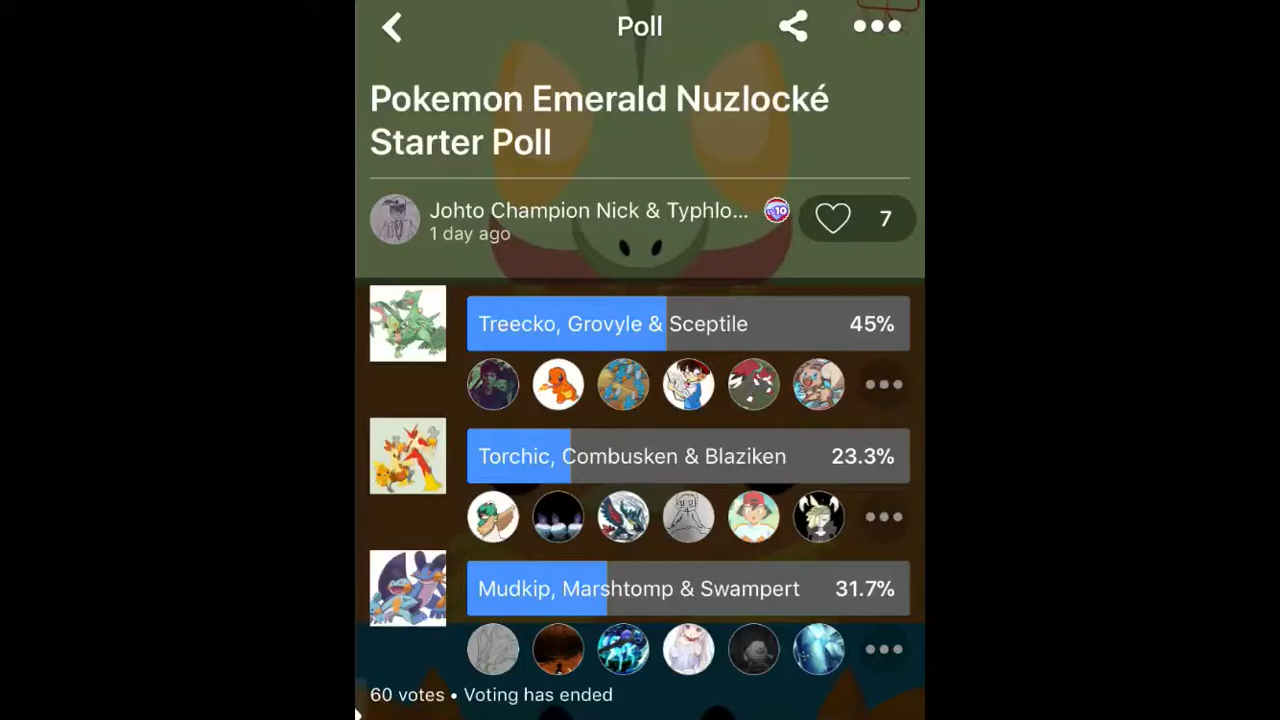 Poll
Pokemon Emerald Nuzlocké
Starter Poll
Johto Champion Nick & Typhlo...
10
7
1 day ago
Treecko, Grovyle & Sceptile 45%
Torchic, Combusken & Blaziken 23.3%
Mudkip, Marshtomp & Swampert 31.7%
60 votes • Voting has ended